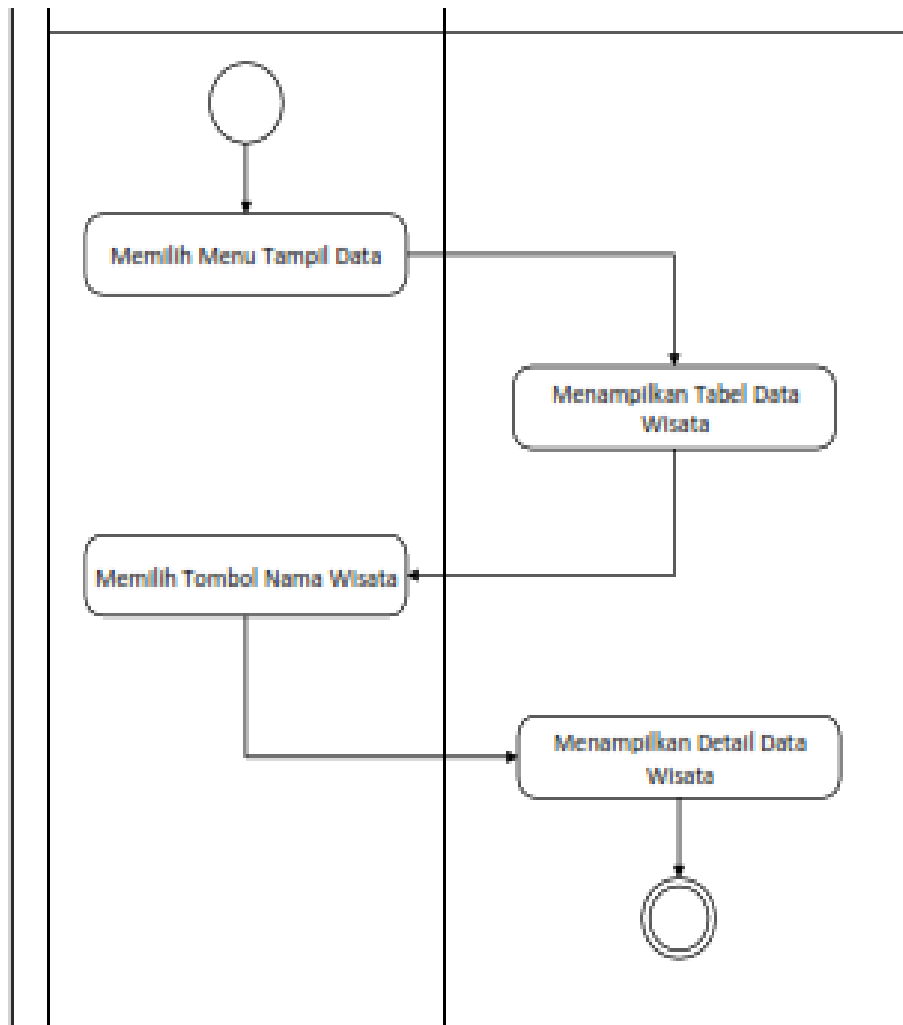 Memilih Menu Tampil Data
Menampilkan Tabel Data
Wisata
Memilih Tombol Nama Wisata
Menampilkan Detail Data
Wisata